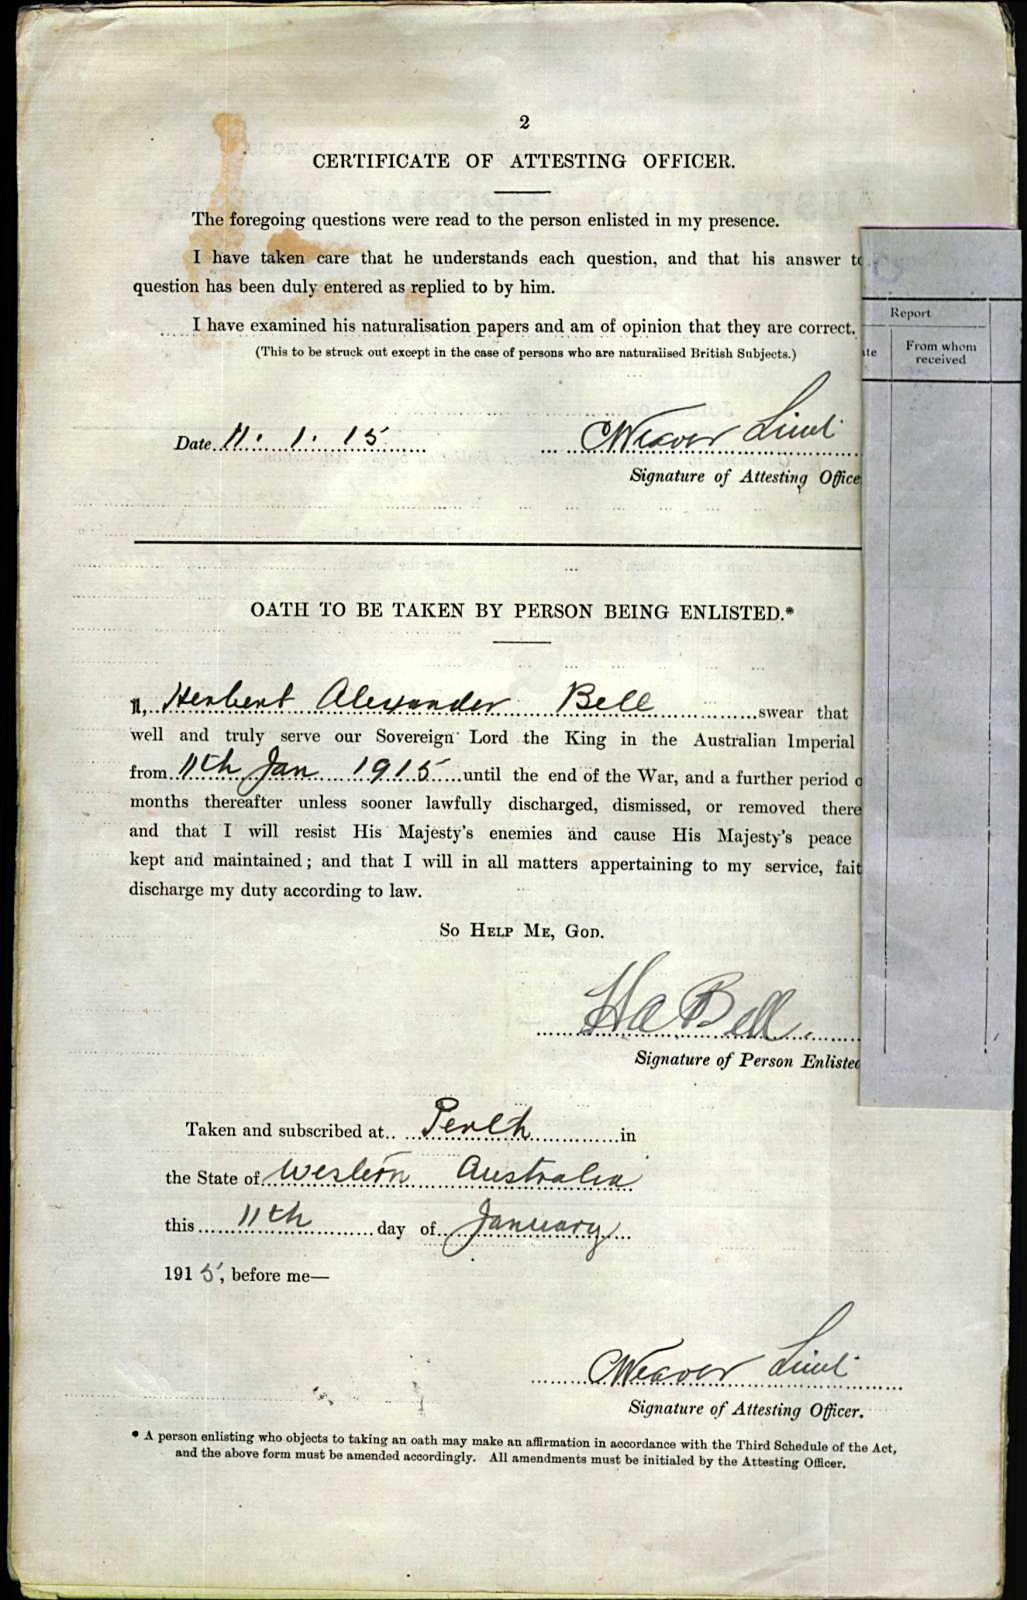 2
CERTIFICATE OF ATTESTING OFFICER.
The foregoing questions were read to the person enlisted in my presence.
I have taken care that he understands each question, and that his answer to
question has been duly entered as replied to by him.
I have examined his naturalisation papers and am of opinion that they are correct.
(This to be struck out except in the case of persons who are naturalised British Subjects.)
Report
te
From whom
received
Date 11. 1. 15
CWeaver Lieut
Signature of Attesting Office
OATH TO BE TAKEN BY PERSON BEING ENLISTED.*
I, Herbert Alexander Bell swear that
well and truly serve our Sovereign Lord the King in the Australian Imperial
from 11th Jan 1915 until the end of the War, and a further period o
months thereafter unless sooner lawfully discharged, dismissed, or removed there
and that I will resist His Majesty's enemies and cause His Majesty's peace
kept and maintained; and that I will in all matters appertaining to my service, fait
discharge my duty according to law.
So Help Me, God.
H a Bell.
Signature of Person Enlisted
Taken and subscribed at Perth in
the State of Western Australia
this 11th day of January
1915, before me—
CWeaver Lieut
Signature of Attesting Officer.
* A person enlisting who objects to taking an oath may make an affirmation in accordance with the Third Schedule of the Act,
and the above form must be amended accordingly. All amendments must be initialed by the Attesting Officer.